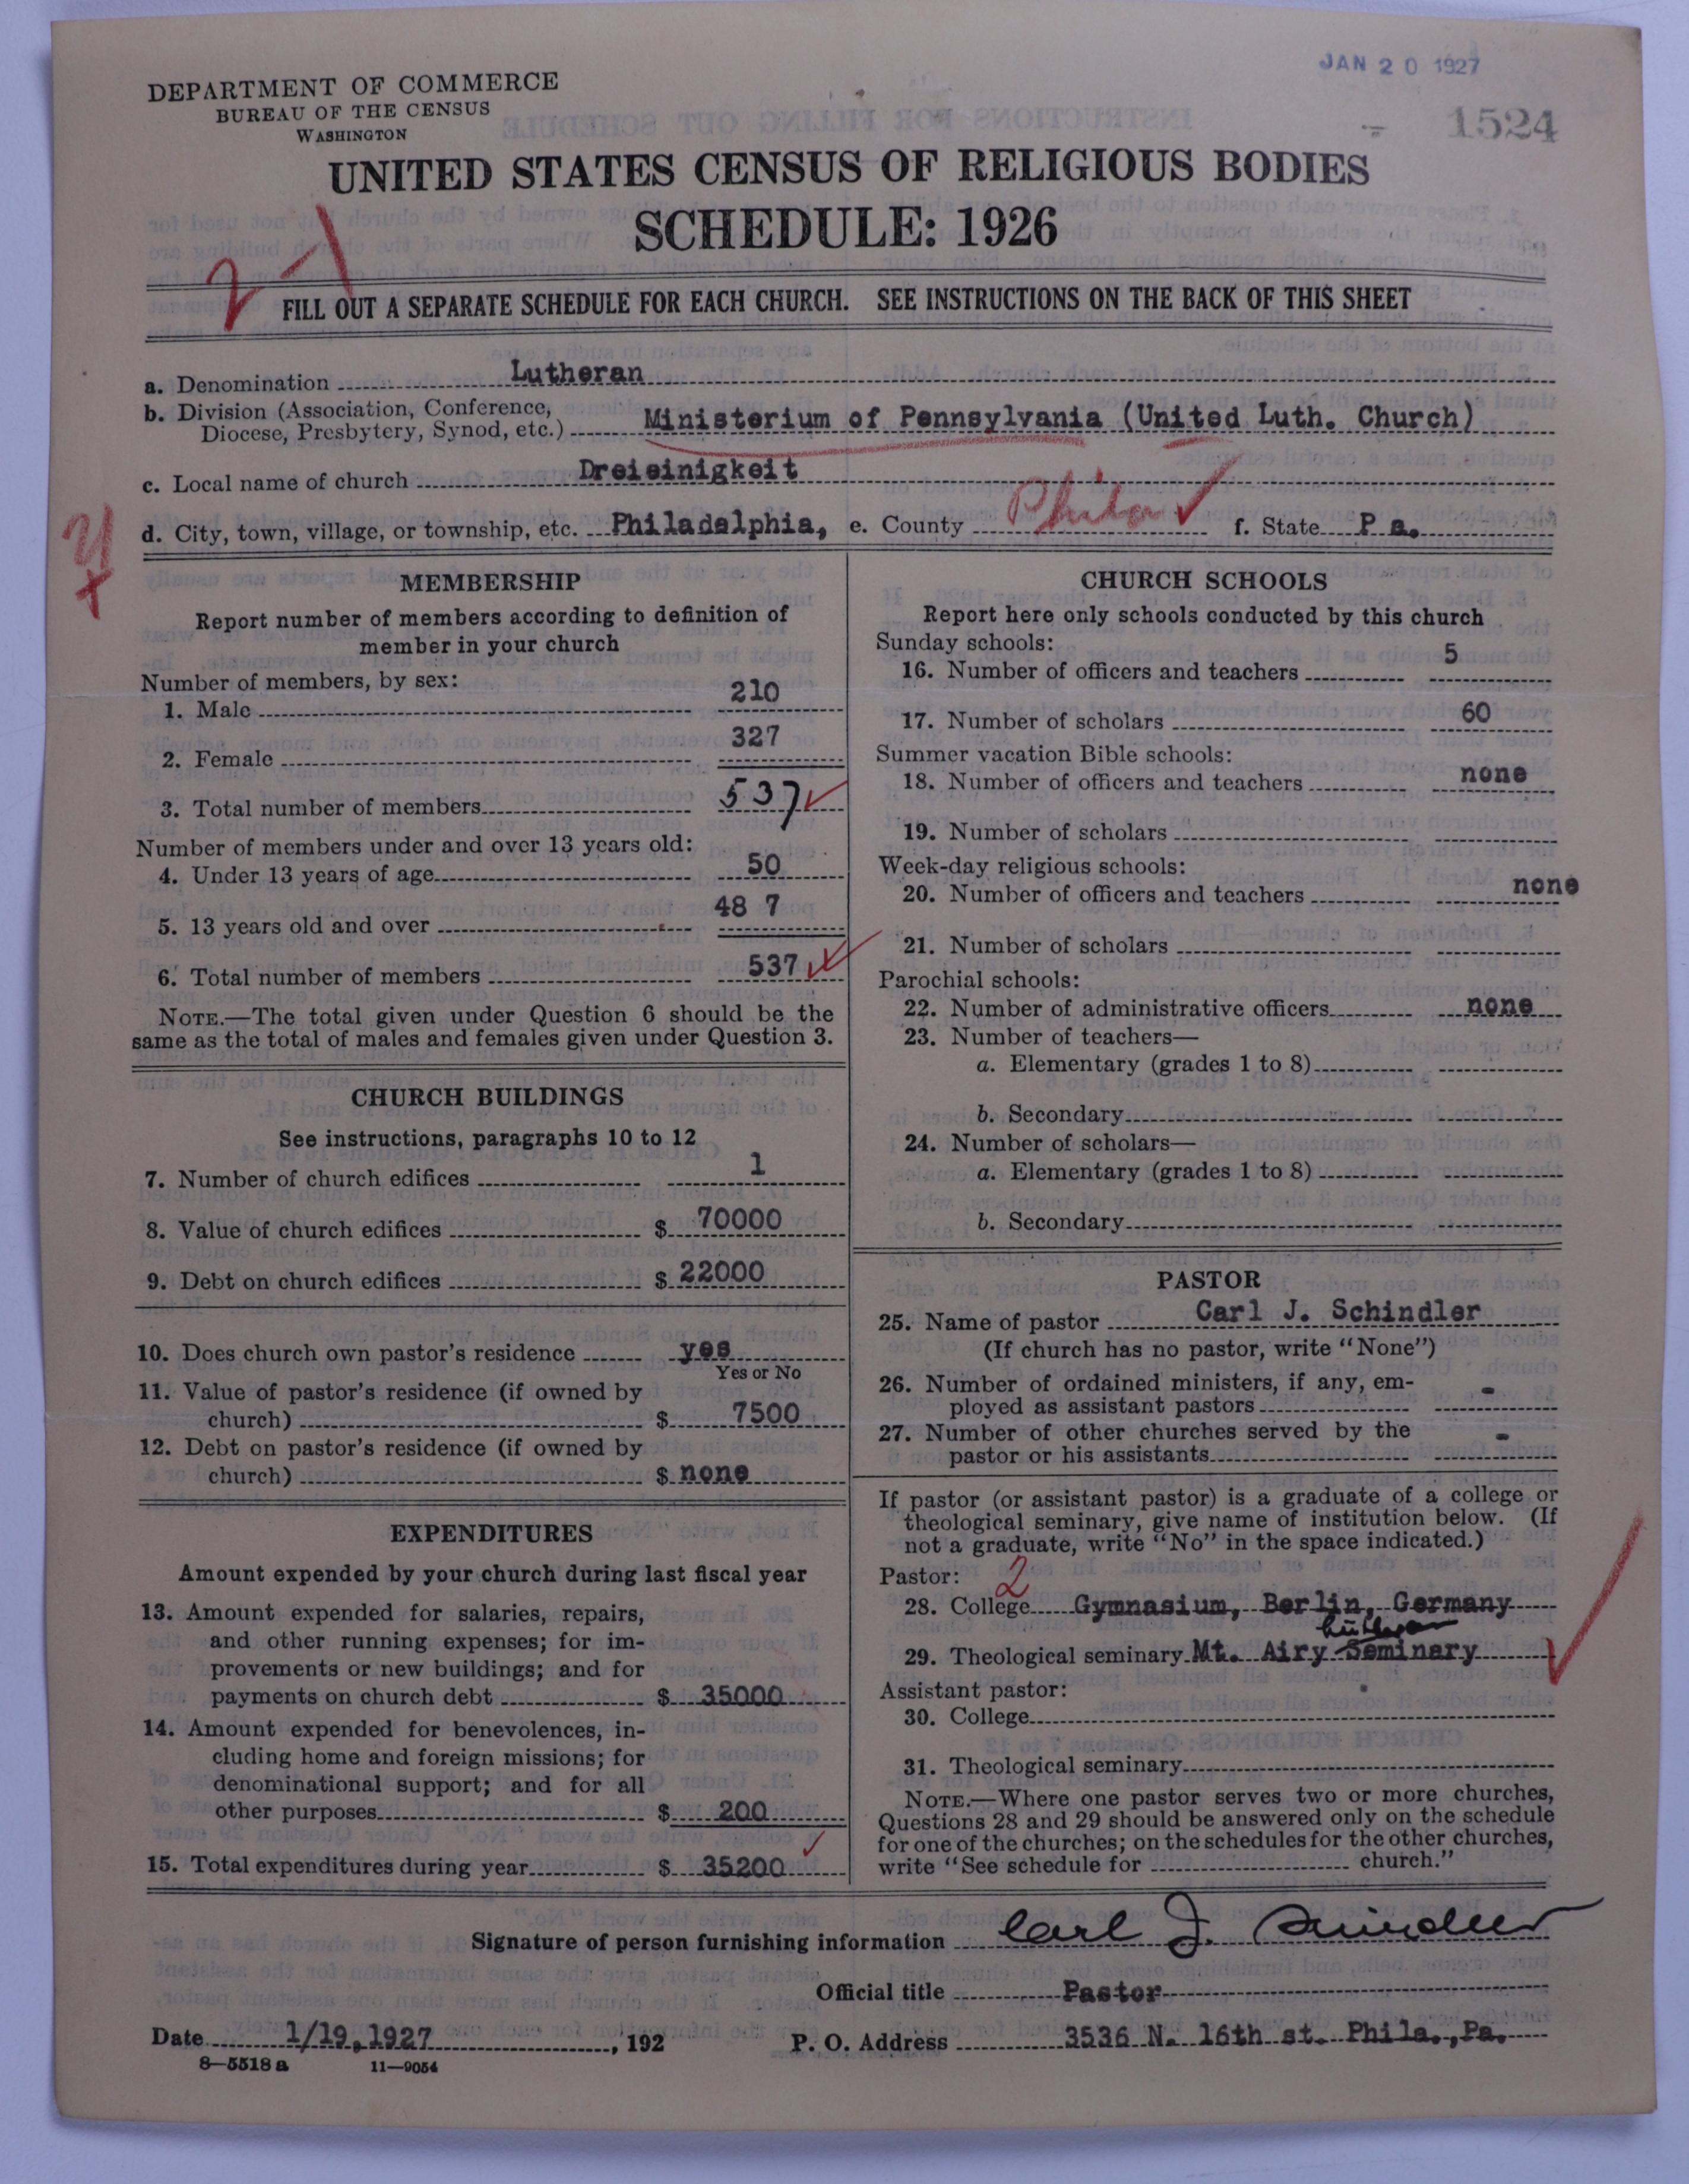 JAN 20 1927
1524
DEPARTMENT OF COMMERCE
BUREAU OF THE CENSUS
WASHINGTON
UNITED STATES CENSUS OF RELIGIOUS BODIES
SCHEDULE: 1926
2-1
FILL OUT A SEPARATE SCHEDULE FOR EACH CHURCH. SEE INSTRUCTIONS ON THE BACK OF THIS SHEET
a. Denomination Lutheran
b. Division (Association, Conference,
Diocese, Presbytery, Synod, etc.) Ministerium of Pennsylvania (United Luth. Church)
c. Local name of church Dreieinigkeit
d. City, town, village, or township, etc. Philadelphia, e. County Phila f. State P a.
MEMBERSHIP
Report number of members according to definition of
member in your church
Number of members, by sex:
1. Male 210
2. Female 327
3. Total number of members 537
Number of members under and over 13 years old:
4. Under 13 years of age 50
5. 13 years old and over 48 7
6. Total number of members 537
NOTE.—The total given under Question 6 should be the
same as the total of males and females given under Question 3.
CHURCH BUILDINGS
See instructions, paragraphs 10 to 12
7. Number of church edifices 1
8. Value of church edifices $ 70000
9. Debt on church edifices $ 22000
10. Does church own pastor's residence yes
Yes or No
11. Value of pastor's residence (if owned by
church) $ 7500
12. Debt on pastor's residence (if owned by
church) $ none
EXPENDITURES
Amount expended by your church during last fiscal year
13. Amount expended for salaries, repairs,
and other running expenses; for im-
provements or new buildings; and for
payments on church debt $ 35000
14. Amount expended for benevolences, in-
cluding home and foreign missions; for
denominational support; and for all
other purposes $ 200
15. Total expenditures during year $ 35200
CHURCH SCHOOLS
Report here only schools conducted by this church
Sunday schools:
16. Number of officers and teachers 5
17. Number of scholars 60
Summer vacation Bible schools:
18. Number of officers and teachers none
19. Number of scholars
Week-day religious schools:
20. Number of officers and teachers none
21. Number of scholars
Parochial schools:
22. Number of administrative officers none
23. Number of teachers—
a. Elementary (grades 1 to 8)
b. Secondary
24. Number of scholars—
a. Elementary (grades 1 to 8)
b. Secondary
PASTOR
25. Name of pastor Carl J. Schindler
(If church has no pastor, write "None")
26. Number of ordained ministers, if any, em-
ployed as assistant pastors -
27. Number of other churches served by the
pastor or his assistants -
If pastor (or assistant pastor) is a graduate of a college or
theological seminary, give name of institution below. (If
not a graduate, write "No" in the space indicated.)
Pastor: 2
28. College Gymnasium, Berlin, Germany
29. Theological seminary Mt. Airy Seminary
Assistant pastor:
30. College
31. Theological seminary
NOTE.—Where one pastor serves two or more churches,
Questions 28 and 29 should be answered only on the schedule
for one of the churches; on the schedules for the other churches,
write "See schedule for church."
Signature of person furnishing information Carl J. Schindler
Official title Pastor
Date 1/19,1927 , 192 P. O. Address 3536 N. 16th st. Phila.,Pa.
8—5518 a 11—9054